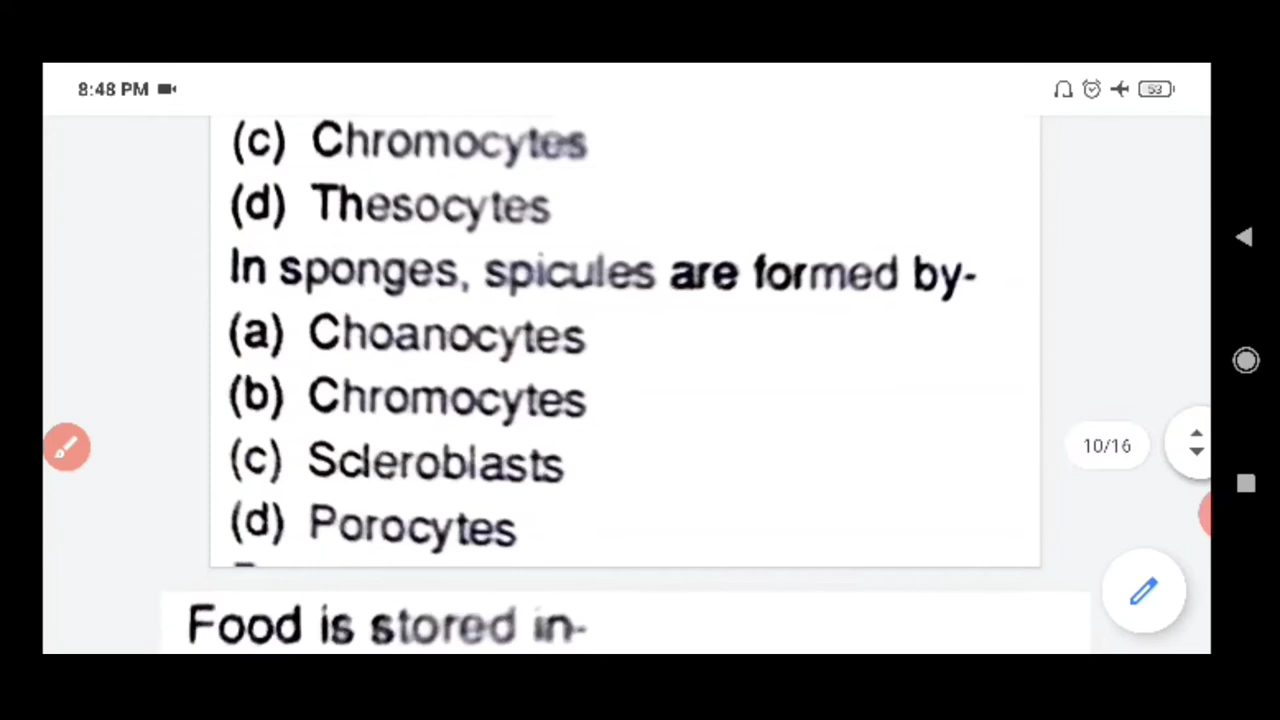 8:48 PM
53
(c) Chromocytes
(d) Thesocytes
In sponges, spicules are formed by-
(a) Choanocytes
(b) Chromocytes
(c) Scleroblasts
(d) Porocytes
10/16
Food is stored in-